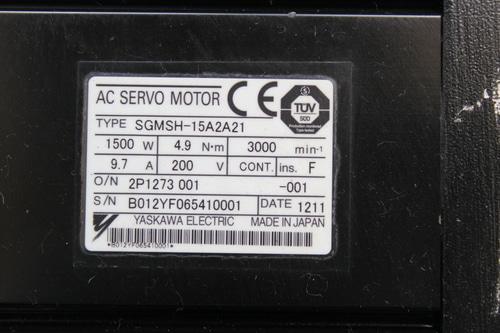 AC SERVO MOTOR CE
TÜV
TYPE SGMSH-15A2A21
1500 W 4.9 N·m 3000 min-1
9.7 A 200 V CONT. ins. F
O/N 2P1273 001 -001
S/N B012YF065410001 DATE 1211
YASKAWA ELECTRIC MADE IN JAPAN
*B012YF065410001*